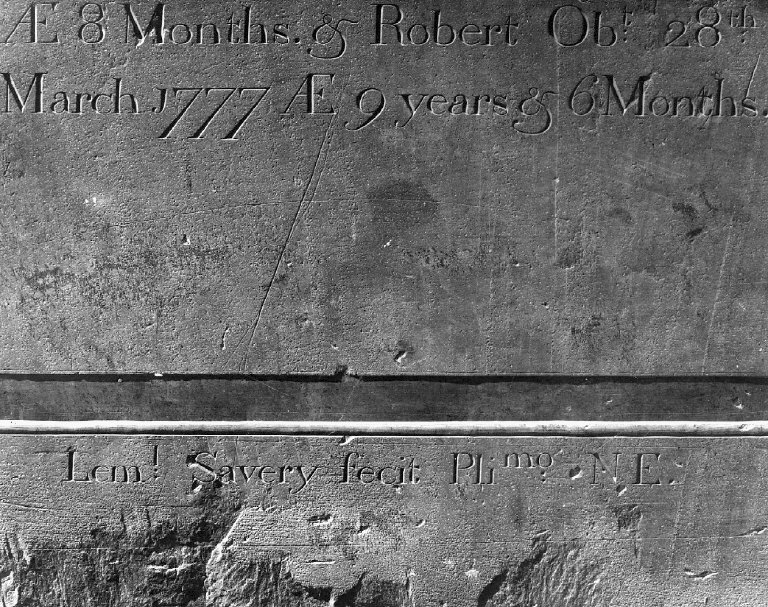 Æ 8 Months. & Robert Obᵗ 28ᵗʰ
March 1777 Æ 9 years & 6 Months.
Lemˡ Savery fecit Pliᵐᵒ N E.